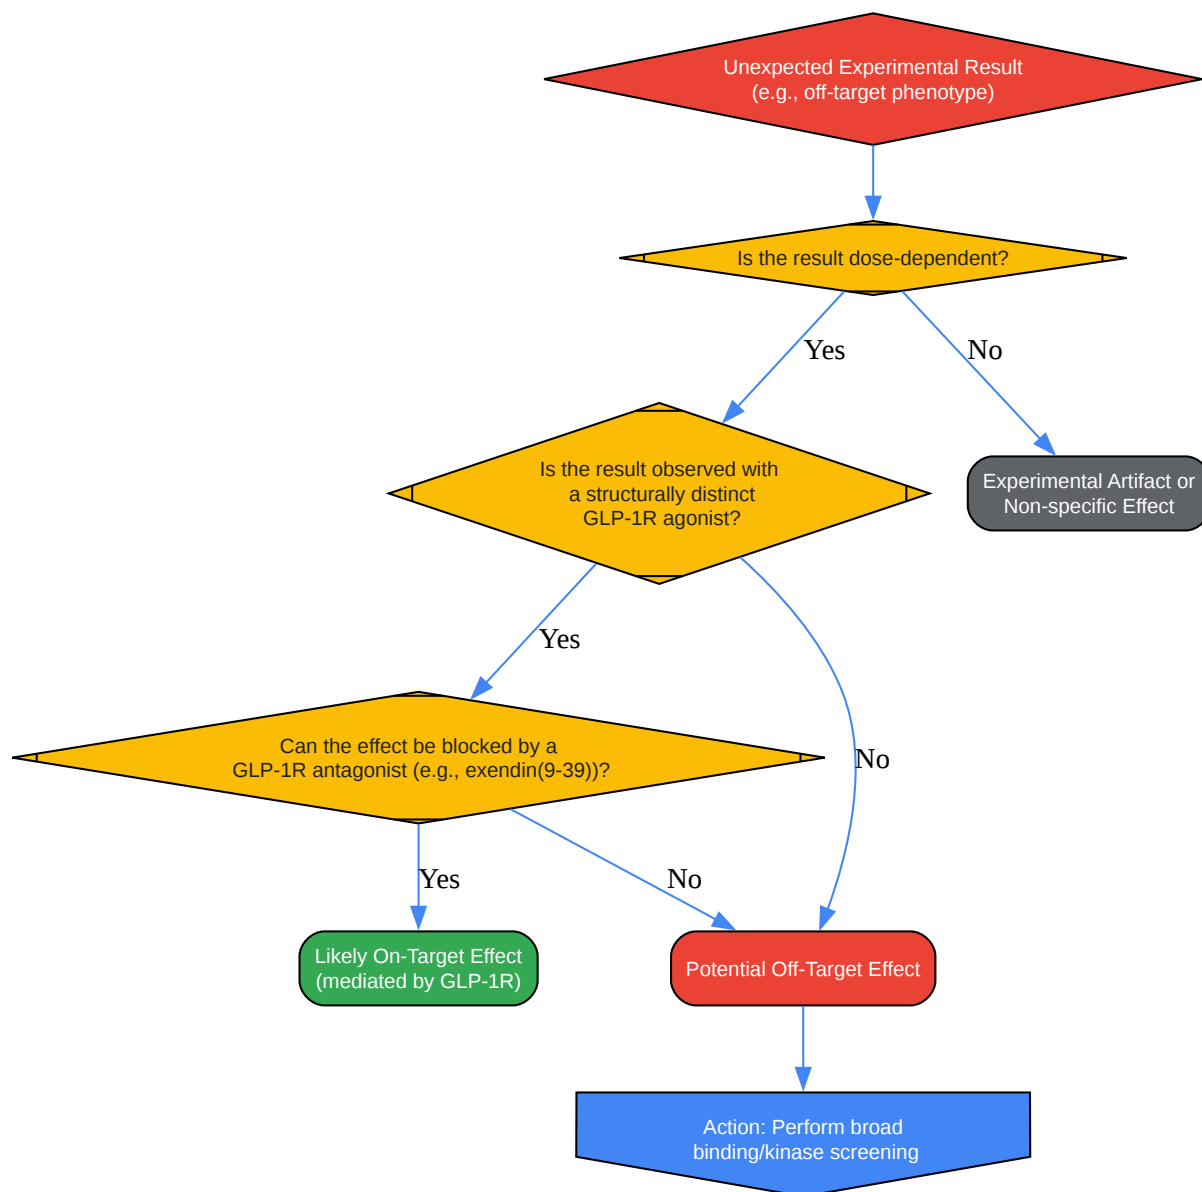 Unexpected Experimental Result
(e.g., off-target phenotype)
Is the result dose-dependent?
Yes
No
Is the result observed with
a structurally distinct
GLP-1R agonist?
Experimental Artifact or
Non-specific Effect
Yes
No
Can the effect be blocked by a
GLP-1R antagonist (e.g., exendin(9-39))?
Yes
No
Likely On-Target Effect
(mediated by GLP-1R)
Potential Off-Target Effect
Action: Perform broad
binding/kinase screening